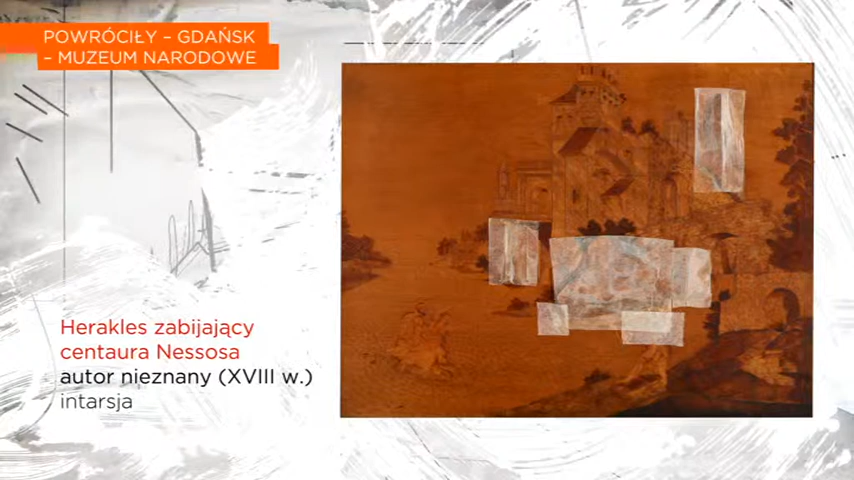 POWRÓCIŁY – GDAŃSK
– MUZEUM NARODOWE
Herakles zabijający
centaura Nessosa
autor nieznany (XVIII w.)
intarsja